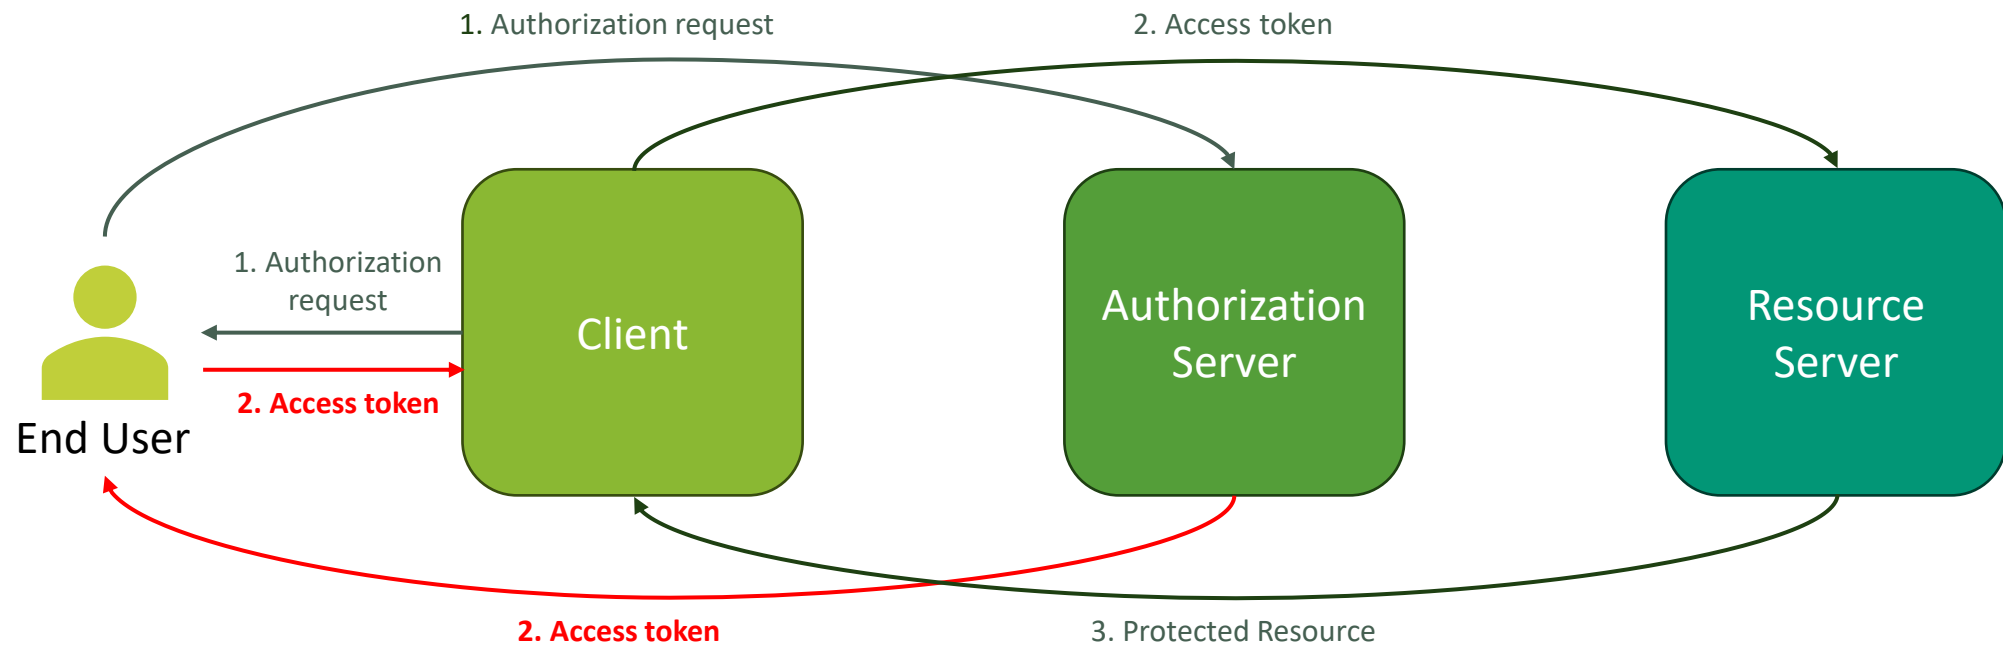 1. Authorization request
2. Access token
1. Authorization
request
Client
Authorization
Server
Resource
Server
2. Access token
End User
2. Access token
3. Protected Resource